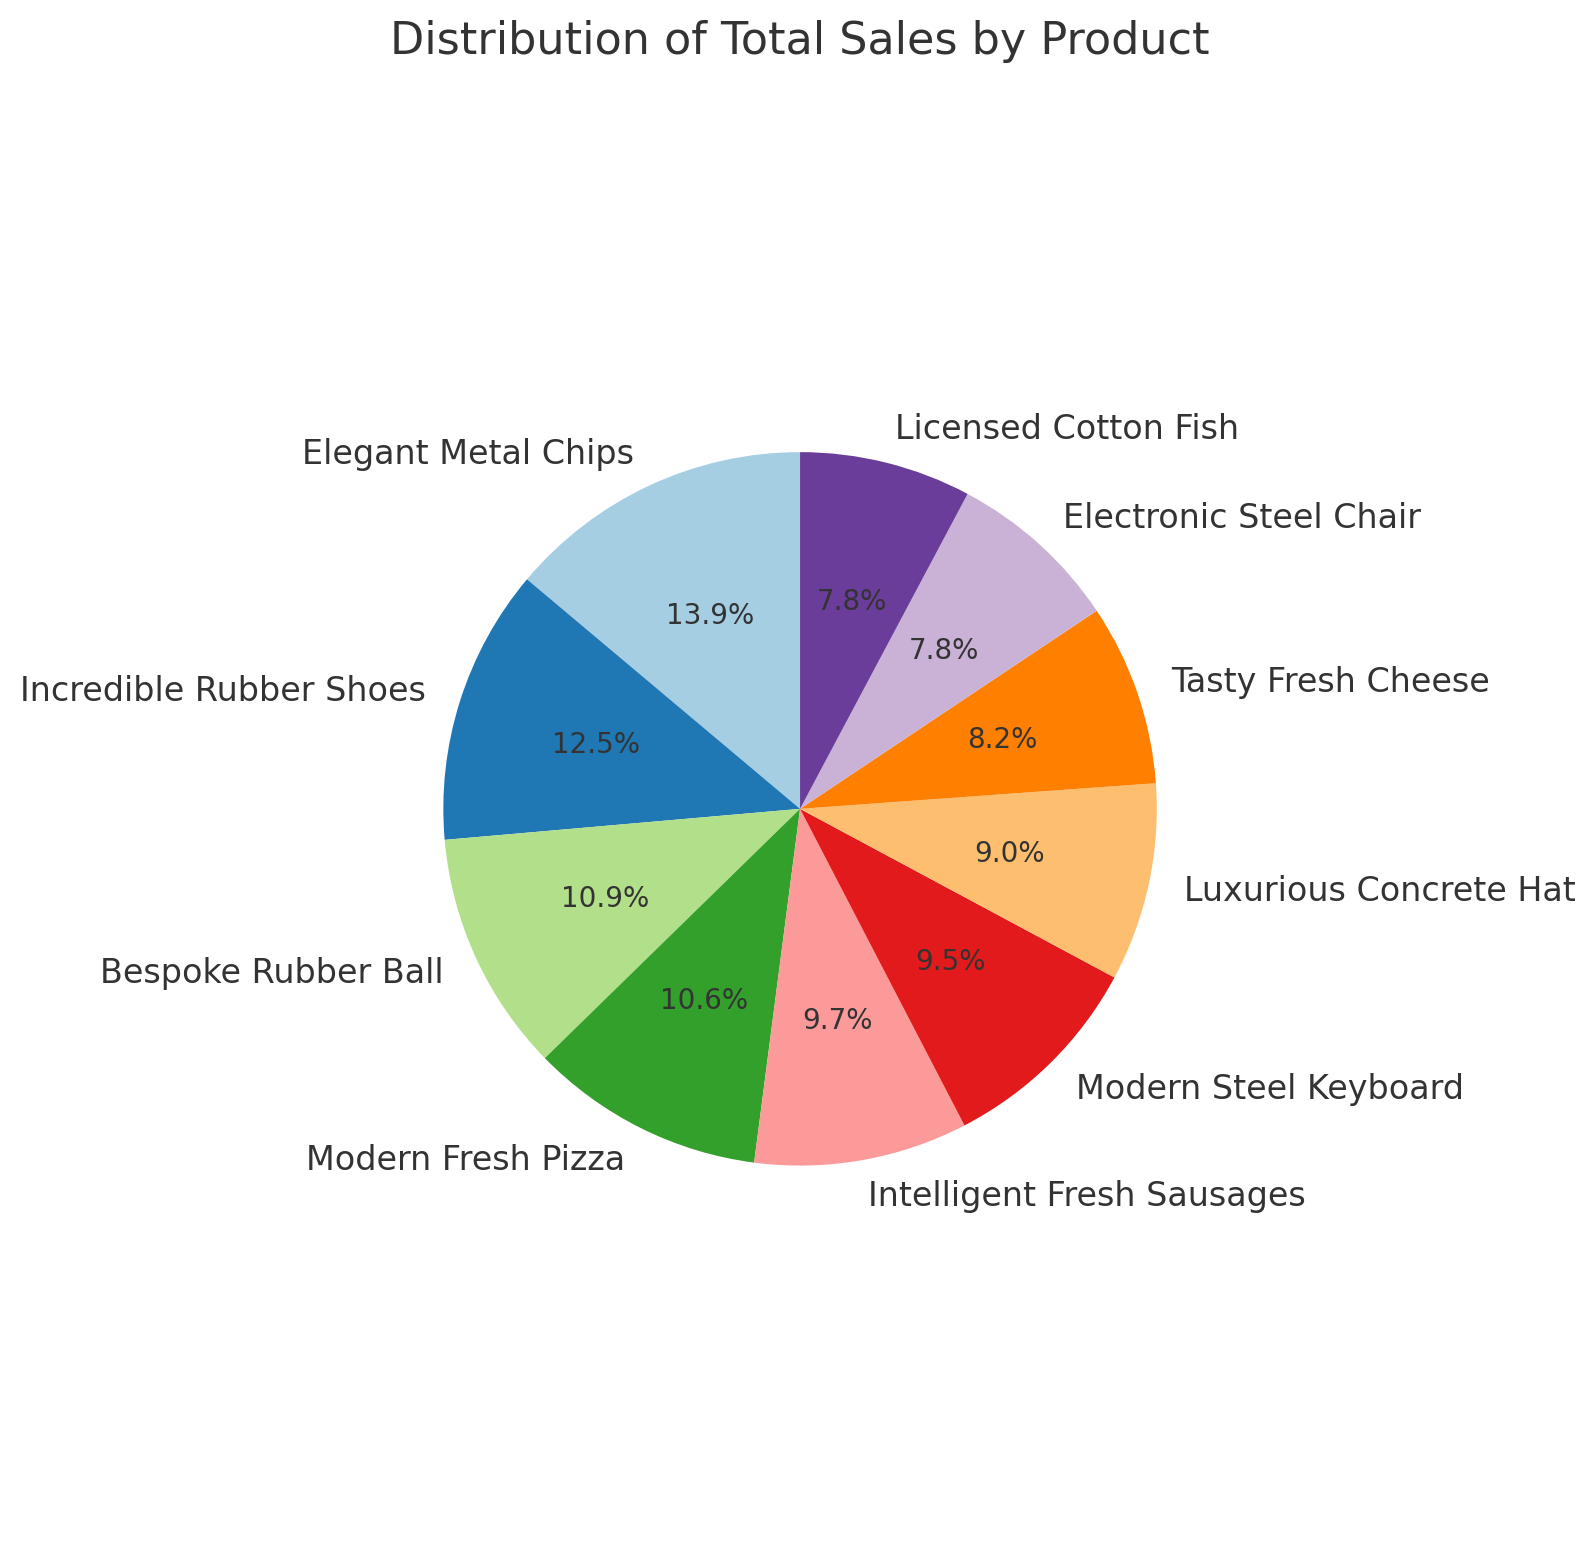 Distribution of Total Sales by Product
Licensed Cotton Fish
Elegant Metal Chips
Electronic Steel Chair
7.8%
13.9%
7.8%
Tasty Fresh Cheese
Incredible Rubber Shoes
8.2%
12.5%
9.0%
Luxurious Concrete Hat
10.9%
9.5%
Bespoke Rubber Ball
10.6%
9.7%
Modern Steel Keyboard
Modern Fresh Pizza
Intelligent Fresh Sausages